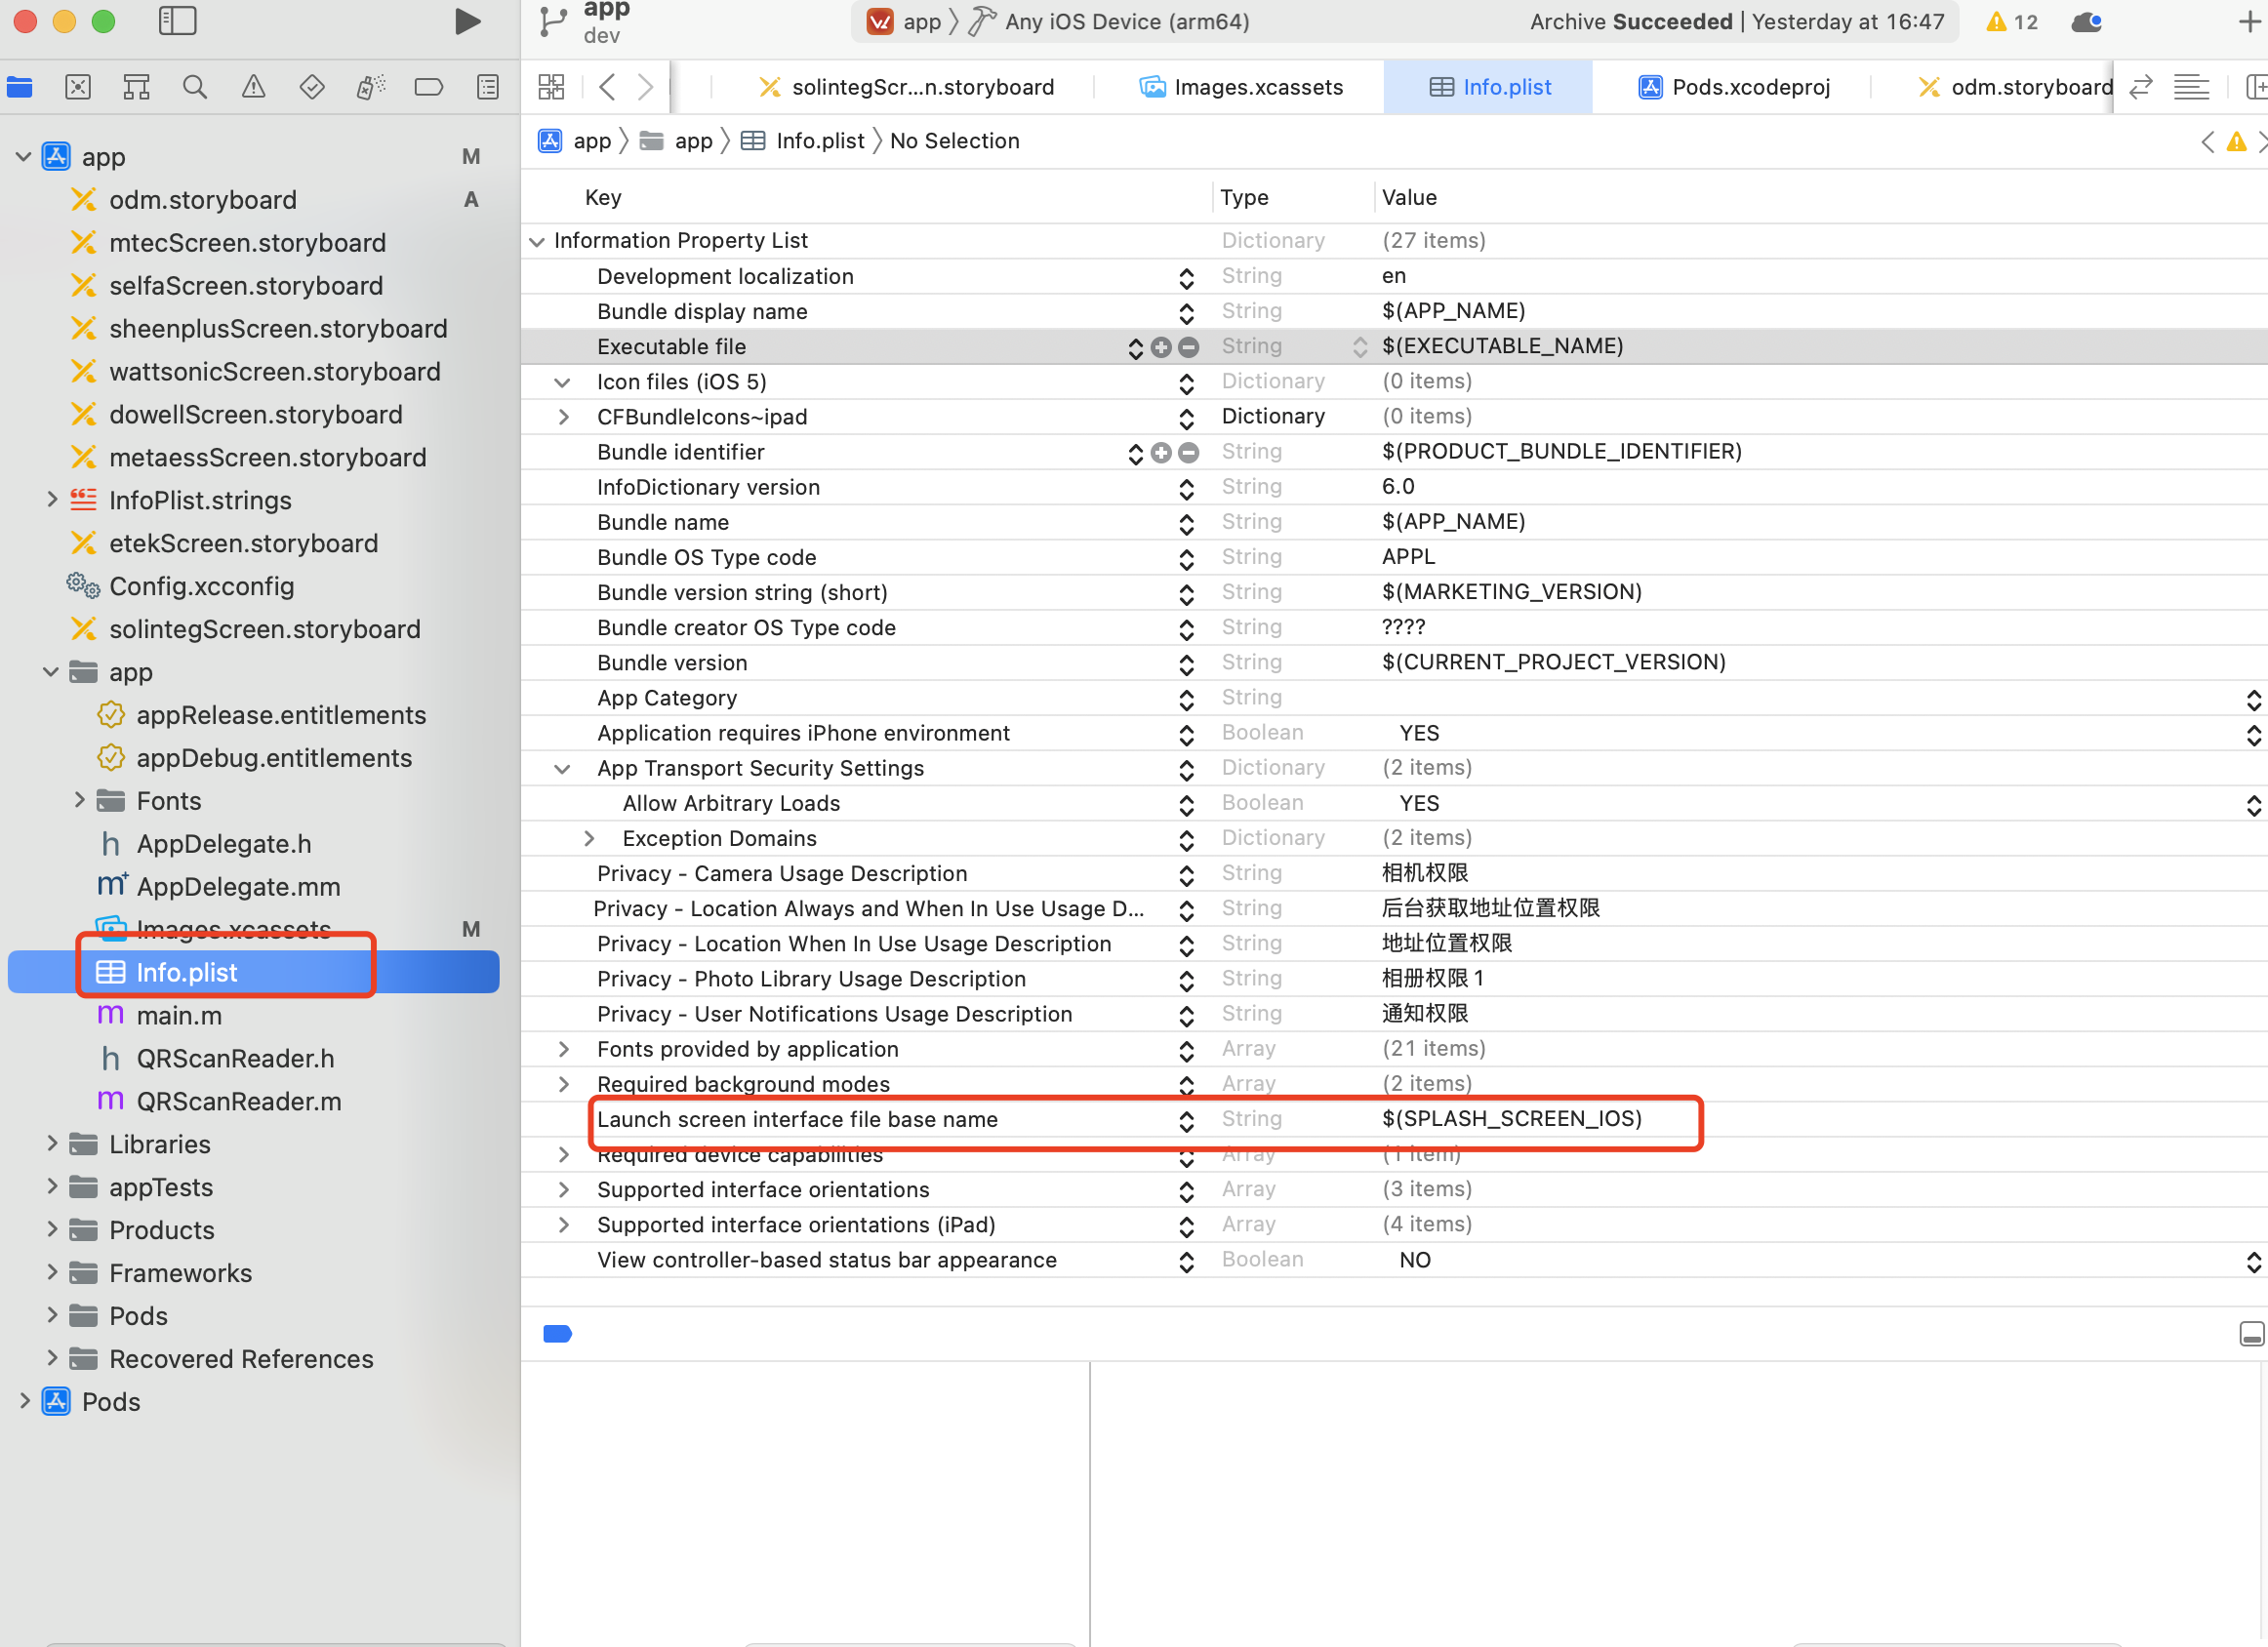 app
dev
app
Any iOS Device (arm64)
Archive Succeeded | Yesterday at 16:47
12
solintegScr...n.storyboard
Images.xcassets
Info.plist
Pods.xcodeproj
odm.storyboard
app
app
Info.plist
No Selection
app M
odm.storyboard A
mtecScreen.storyboard
selfaScreen.storyboard
sheenplusScreen.storyboard
wattsonicScreen.storyboard
dowellScreen.storyboard
metaessScreen.storyboard
InfoPlist.strings
etekScreen.storyboard
Config.xcconfig
solintegScreen.storyboard
app
appRelease.entitlements
appDebug.entitlements
Fonts
AppDelegate.h
AppDelegate.mm
Images.xcassets M
Info.plist
main.m
QRScanReader.h
QRScanReader.m
Libraries
appTests
Products
Frameworks
Pods
Recovered References
Pods
Key Type Value
Information Property List Dictionary (27 items)
Development localization String en
Bundle display name String $(APP_NAME)
Executable file String $(EXECUTABLE_NAME)
Icon files (iOS 5) Dictionary (0 items)
CFBundleIcons~ipad Dictionary (0 items)
Bundle identifier String $(PRODUCT_BUNDLE_IDENTIFIER)
InfoDictionary version String 6.0
Bundle name String $(APP_NAME)
Bundle OS Type code String APPL
Bundle version string (short) String $(MARKETING_VERSION)
Bundle creator OS Type code String ????
Bundle version String $(CURRENT_PROJECT_VERSION)
App Category String
Application requires iPhone environment Boolean YES
App Transport Security Settings Dictionary (2 items)
Allow Arbitrary Loads Boolean YES
Exception Domains Dictionary (2 items)
Privacy - Camera Usage Description String 相机权限
Privacy - Location Always and When In Use Usage D... String 后台获取地址位置权限
Privacy - Location When In Use Usage Description String 地址位置权限
Privacy - Photo Library Usage Description String 相册权限 1
Privacy - User Notifications Usage Description String 通知权限
Fonts provided by application Array (21 items)
Required background modes Array (2 items)
Launch screen interface file base name String $(SPLASH_SCREEN_IOS)
Required device capabilities Array (1 item)
Supported interface orientations Array (3 items)
Supported interface orientations (iPad) Array (4 items)
View controller-based status bar appearance Boolean NO